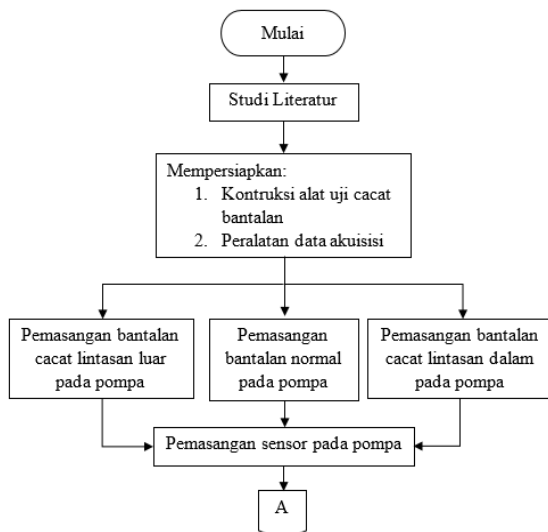 Mulai
Studi Literatur
Mempersiapkan:
1. Kontruksi alat uji cacat
bantalan
2. Peralatan data akuisisi
Pemasangan bantalan
cacat lintasan luar
pada pompa
Pemasangan
bantalan normal
pada pompa
Pemasangan bantalan
cacat lintasan dalam
pada pompa
Pemasangan sensor pada pompa
A